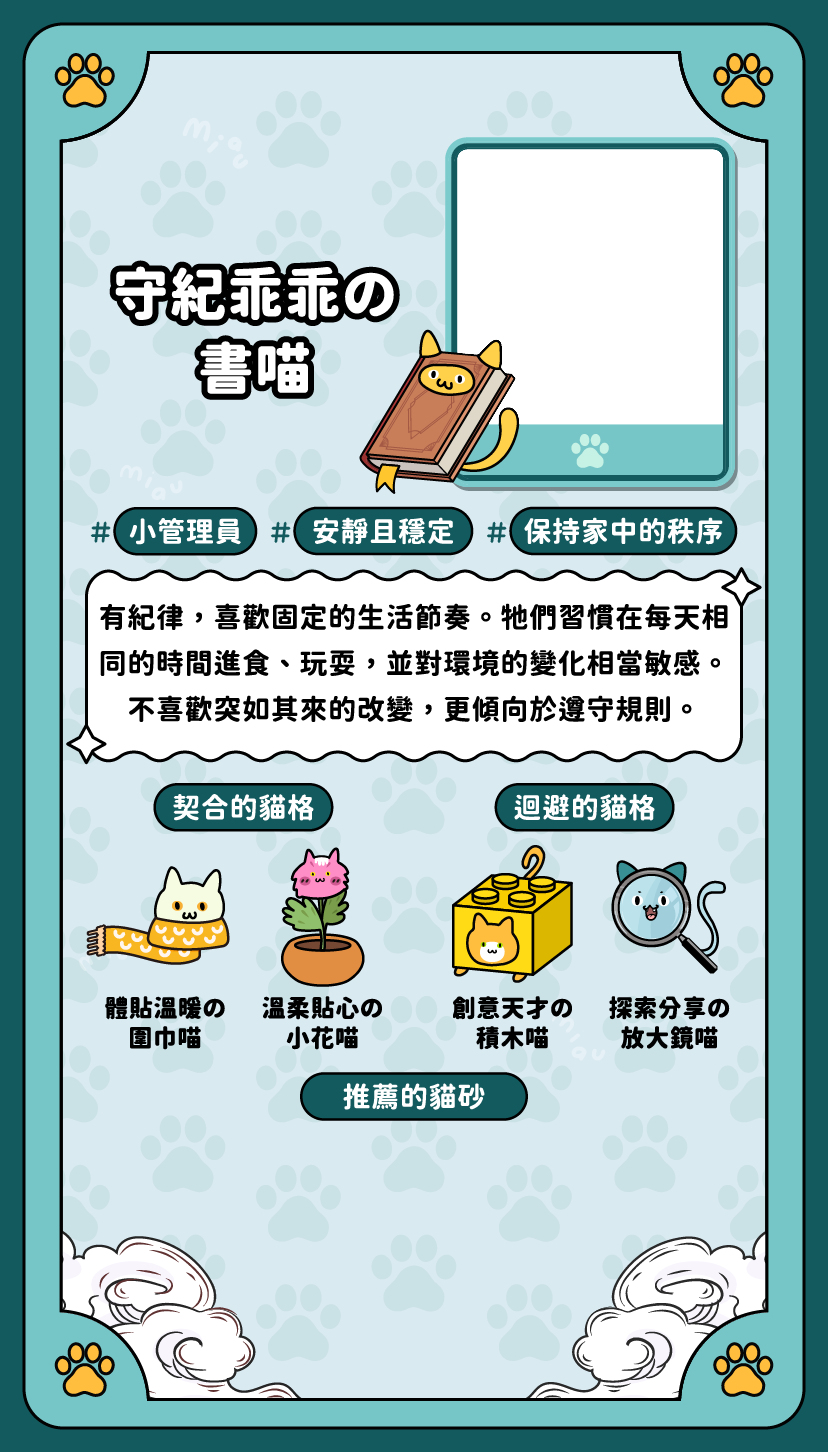 miau
守紀乖乖の
書喵
miau
#小管理員 #安靜且穩定 #保持家中的秩序
有紀律，喜歡固定的生活節奏。牠們習慣在每天相
同的時間進食、玩耍，並對環境的變化相當敏感。
不喜歡突如其來的改變，更傾向於遵守規則。
契合的貓格 迴避的貓格
體貼溫暖の 溫柔貼心の 創意天才の 探索分享の
圍巾喵 小花喵 積木喵 放大鏡喵
miau
推薦的貓砂